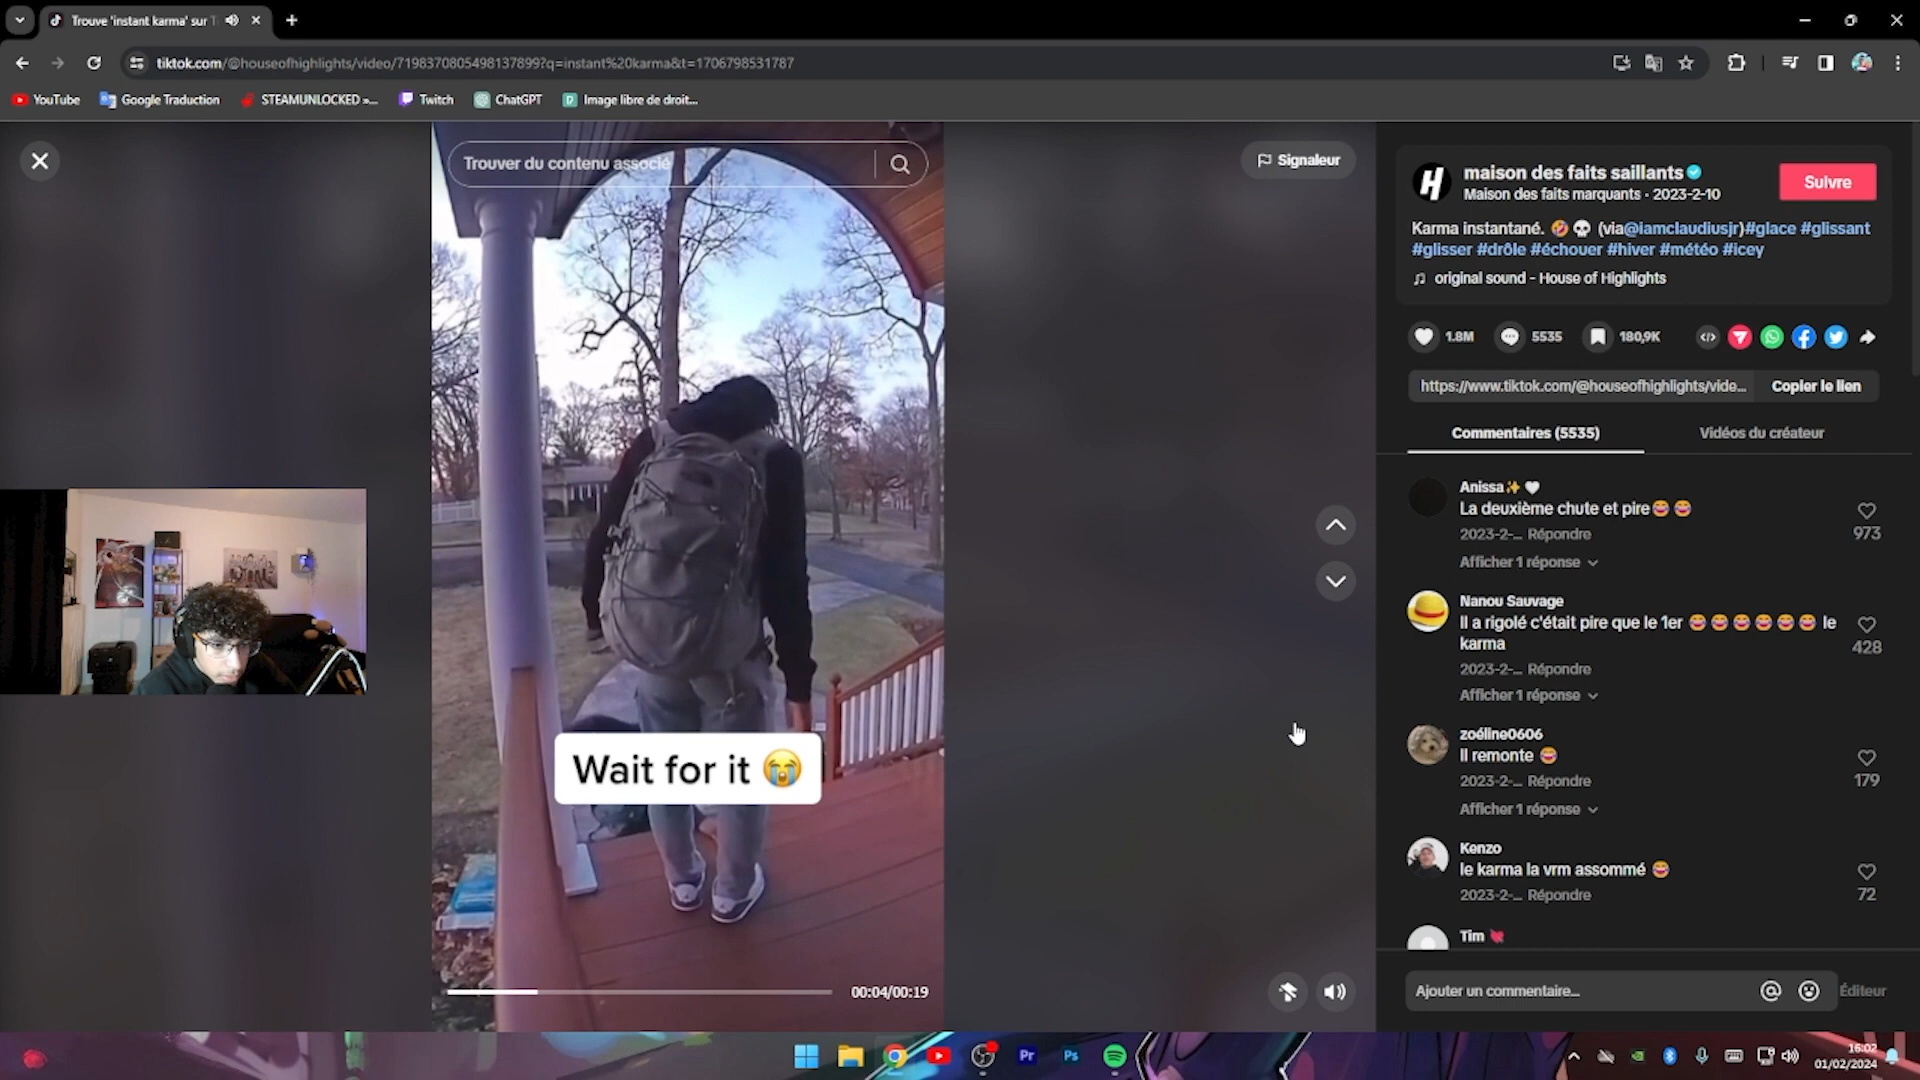 Trouve 'instant karma' sur T
tiktok.com/@houseofhighlights/video/7198370805498137899?q=instant%20karma&t=1706798531787
YouTube
Google Traduction
STEAMUNLOCKED »...
Twitch
ChatGPT
Image libre de droit...
Trouver du contenu associé
Signaleur
maison des faits saillants
Maison des faits marquants · 2023-2-10
Suivre
Karma instantané. 🤣💀 (via@iamclaudiusjr)#glace #glissant
#glisser #drôle #échouer #hiver #météo #icey
original sound - House of Highlights
1.8M
5535
180,9K
https://www.tiktok.com/@houseofhighlights/vide...
Copier le lien
Commentaires (5535)
Vidéos du créateur
Anissa✨🤍
La deuxième chute et pire😂😂
2023-2-... Répondre
973
Afficher 1 réponse
Nanou Sauvage
Il a rigolé c'était pire que le 1er 😂😂😂😂😂😂 le
karma
428
2023-2-... Répondre
Afficher 1 réponse
zoéline0606
Il remonte 😂
2023-2-... Répondre
179
Afficher 1 réponse
Kenzo
le karma la vrm assommé 😂
2023-2-... Répondre
72
Tim 💘
Wait for it 😭
00:04/00:19
Ajouter un commentaire...
Éditeur
Pr
Ps
16:02
01/02/2024